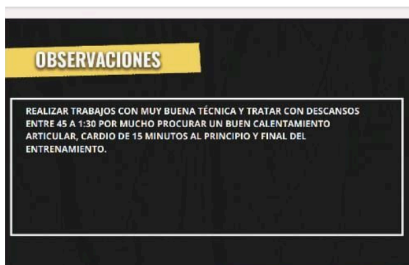 OBSERVACIONES
REALIZAR TRABAJOS CON MUY BUENA TÉCNICA Y TRATAR CON DESCANSOS
ENTRE 45 A 1:30 POR MUCHO PROCURAR UN BUEN CALENTAMIENTO
ARTICULAR, CARDIO DE 15 MINUTOS AL PRINCIPIO Y FINAL DEL
ENTRENAMIENTO.